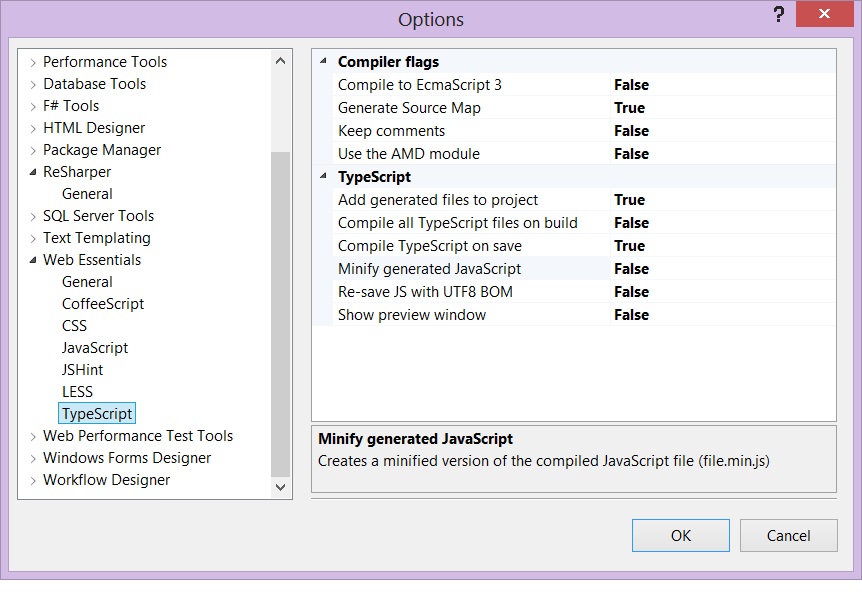 Options
?
Performance Tools
Database Tools
F# Tools
HTML Designer
Package Manager
ReSharper
General
SQL Server Tools
Text Templating
Web Essentials
General
CoffeeScript
CSS
JavaScript
JSHint
LESS
TypeScript
Web Performance Test Tools
Windows Forms Designer
Workflow Designer
Compiler flags
Compile to EcmaScript 3 False
Generate Source Map True
Keep comments False
Use the AMD module False
TypeScript
Add generated files to project True
Compile all TypeScript files on build False
Compile TypeScript on save True
Minify generated JavaScript False
Re-save JS with UTF8 BOM False
Show preview window False
Minify generated JavaScript
Creates a minified version of the compiled JavaScript file (file.min.js)
OK Cancel